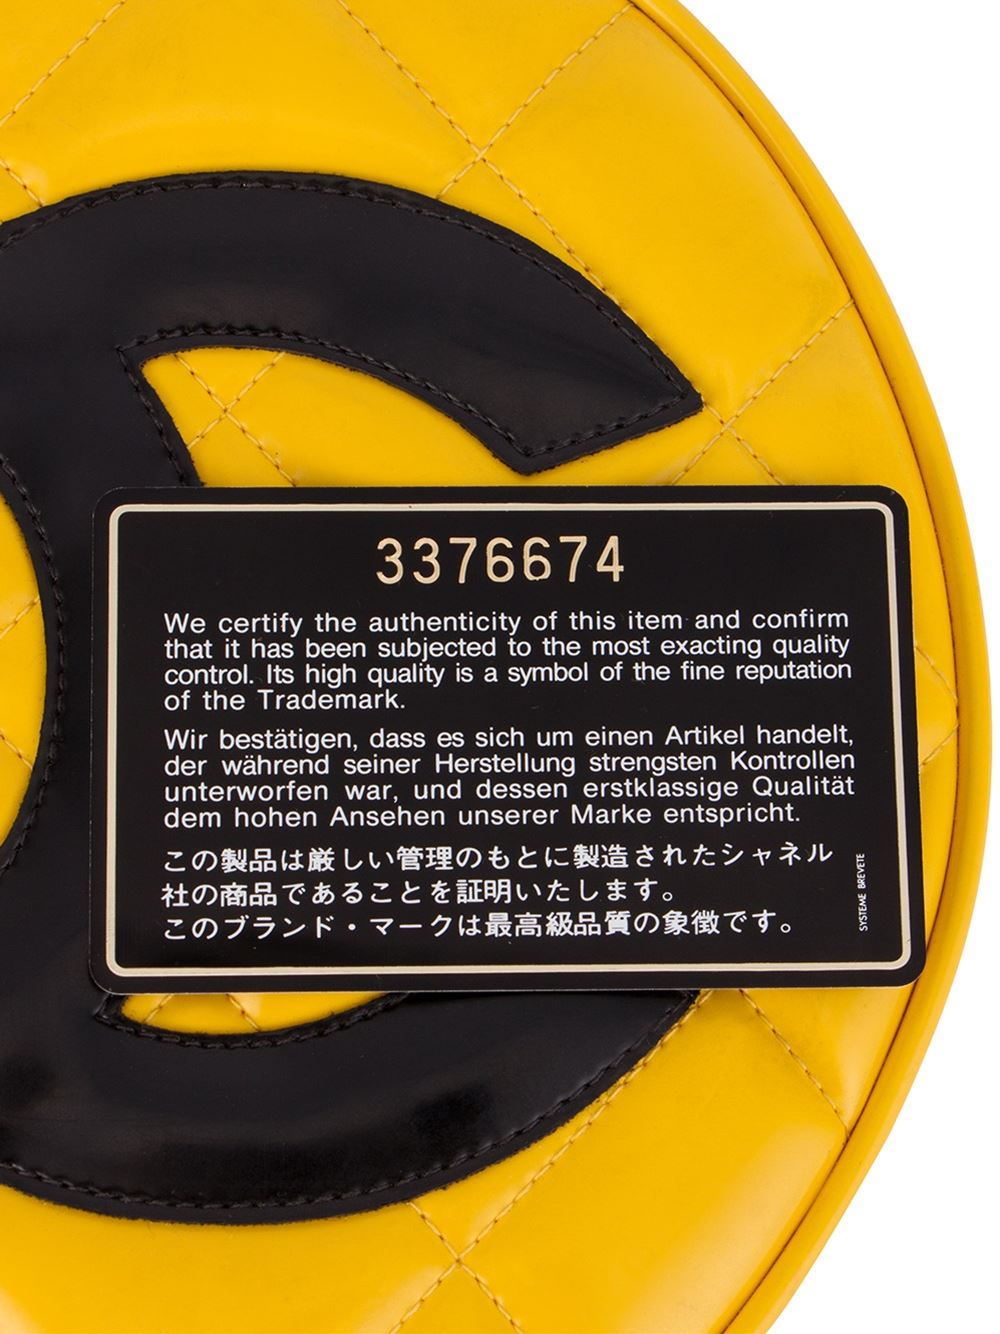 3376674
We certify the authenticity of this item and confirm
that it has been subjected to the most exacting quality
control. Its high quality is a symbol of the fine reputation
of the Trademark.
Wir bestätigen, dass es sich um einen Artikel handelt,
der während seiner Herstellung strengsten Kontrollen
unterworfen war, und dessen erstklassige Qualität
dem hohen Ansehen unserer Marke entspricht.
この製品は厳しい管理のもとに製造されたシャネル
社の商品であることを証明いたします。
このブランド・マークは最高級品質の象徴です。
SYSTEME BREVETE